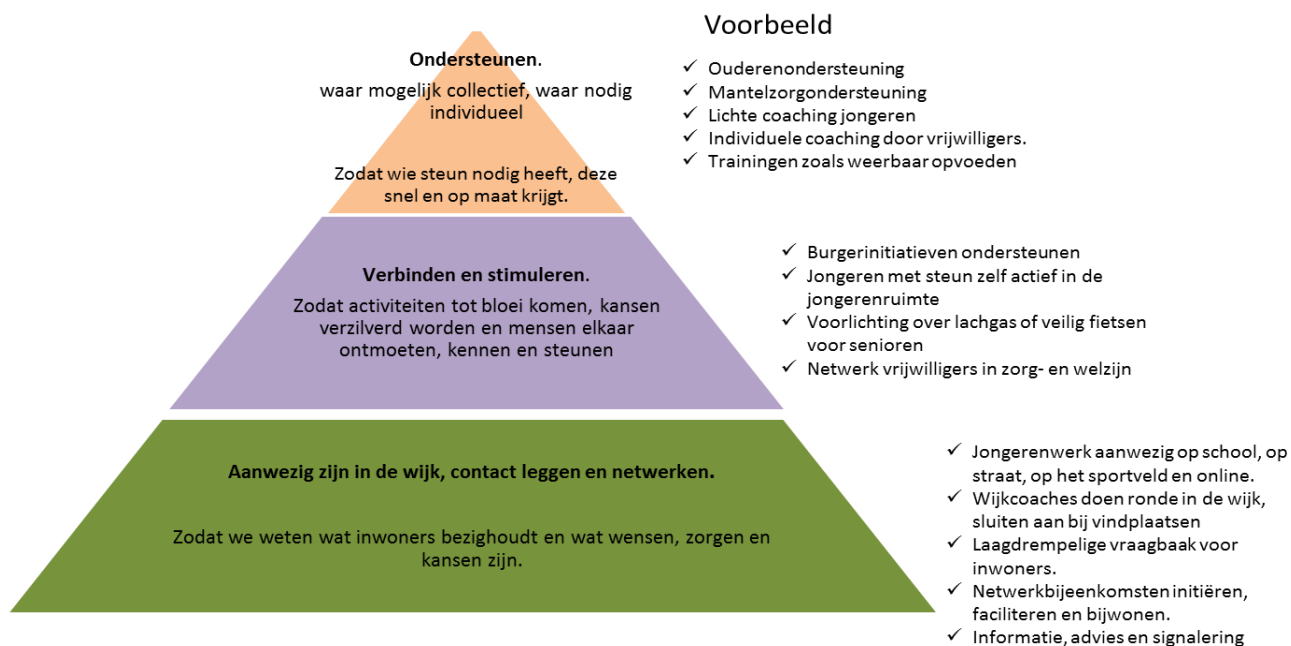 Voorbeeld
Ondersteunen.
waar mogelijk collectief, waar nodig
individueel
Zodat wie steun nodig heeft, deze
snel en op maat krijgt.
✓ Ouderenondersteuning
✓ Mantelzorgondersteuning
✓ Lichte coaching jongeren
✓ Individuele coaching door vrijwilligers.
✓ Trainingen zoals weerbaar opvoeden
Verbinden en stimuleren.
Zodat activiteiten tot bloei komen, kansen
verzilverd worden en mensen elkaar
ontmoeten, kennen en steunen
✓ Burgerinitiatieven ondersteunen
✓ Jongeren met steun zelf actief in de
jongerenruimte
✓ Voorlichting over lachgas of veilig fietsen
voor senioren
✓ Netwerk vrijwilligers in zorg- en welzijn
Aanwezig zijn in de wijk, contact leggen en netwerken.
Zodat we weten wat inwoners bezighoudt en wat wensen, zorgen en
kansen zijn.
✓ Jongerenwerk aanwezig op school, op
straat, op het sportveld en online.
✓ Wijkcoaches doen ronde in de wijk,
sluiten aan bij vindplaatsen
✓ Laagdrempelige vraagbaak voor
inwoners.
✓ Netwerkbijeenkomsten initiëren,
faciliteren en bijwonen.
✓ Informatie, advies en signalering